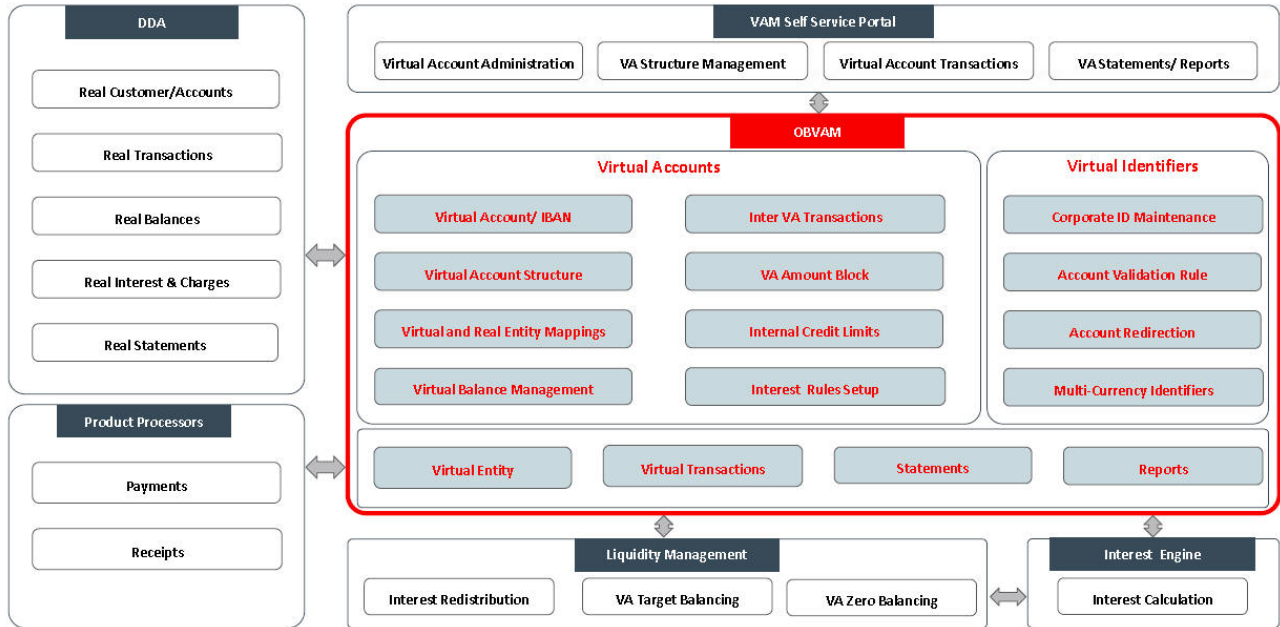 DDA
Real Customer/Accounts
Real Transactions
Real Balances
Real Interest & Charges
Real Statements
Product Processors
Payments
Receipts
VAM Self Service Portal
Virtual Account Administration
VA Structure Management
Virtual Account Transactions
VA Statements/ Reports
OBVAM
Virtual Accounts
Virtual Account/ IBAN
Inter VA Transactions
Virtual Account Structure
VA Amount Block
Virtual and Real Entity Mappings
Internal Credit Limits
Virtual Balance Management
Interest Rules Setup
Virtual Identifiers
Corporate ID Maintenance
Account Validation Rule
Account Redirection
Multi-Currency Identifiers
Virtual Entity
Virtual Transactions
Statements
Reports
Liquidity Management
Interest Redistribution
VA Target Balancing
VA Zero Balancing
Interest Engine
Interest Calculation